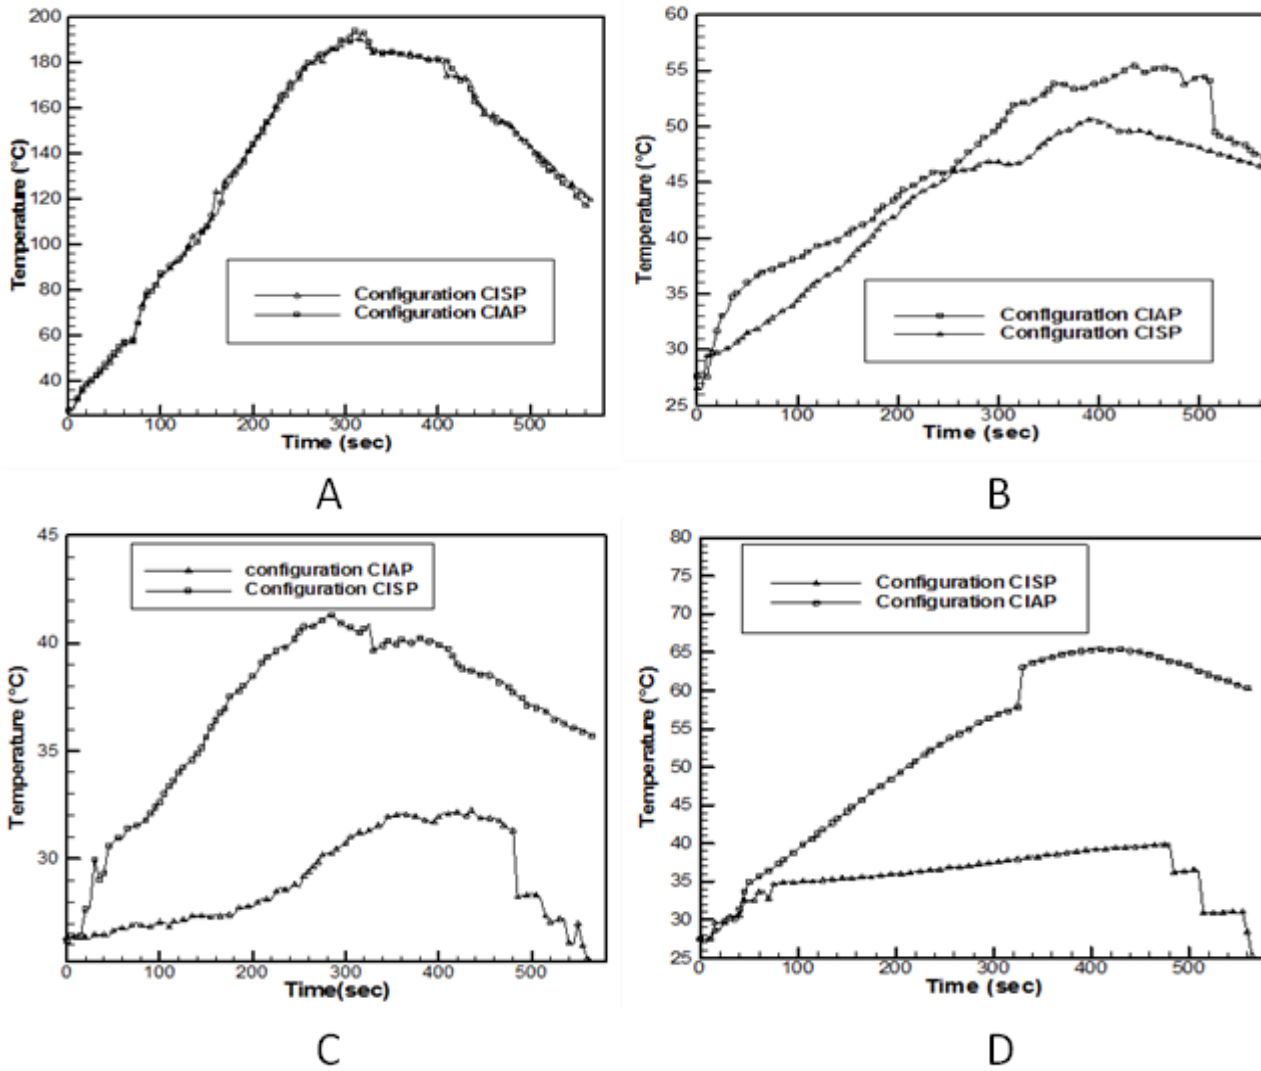 200
180
160
140
120
100
80
60
40
0 100 200 300 400 500
Temperature (°C)
Time (sec)
Configuration CISP
Configuration CIAP
A
60
55
50
45
40
35
30
25
0 100 200 300 400 500
Temperature (°C)
Time (sec)
Configuration CIAP
Configuration CISP
B
45
40
35
30
0 100 200 300 400 500
Temperature (°C)
Time(sec)
configuration CIAP
Configuration CISP
C
80
75
70
65
60
55
50
45
40
35
30
25
0 100 200 300 400 500
Temperature (°C)
Time (sec)
Configuration CISP
Configuration CIAP
D